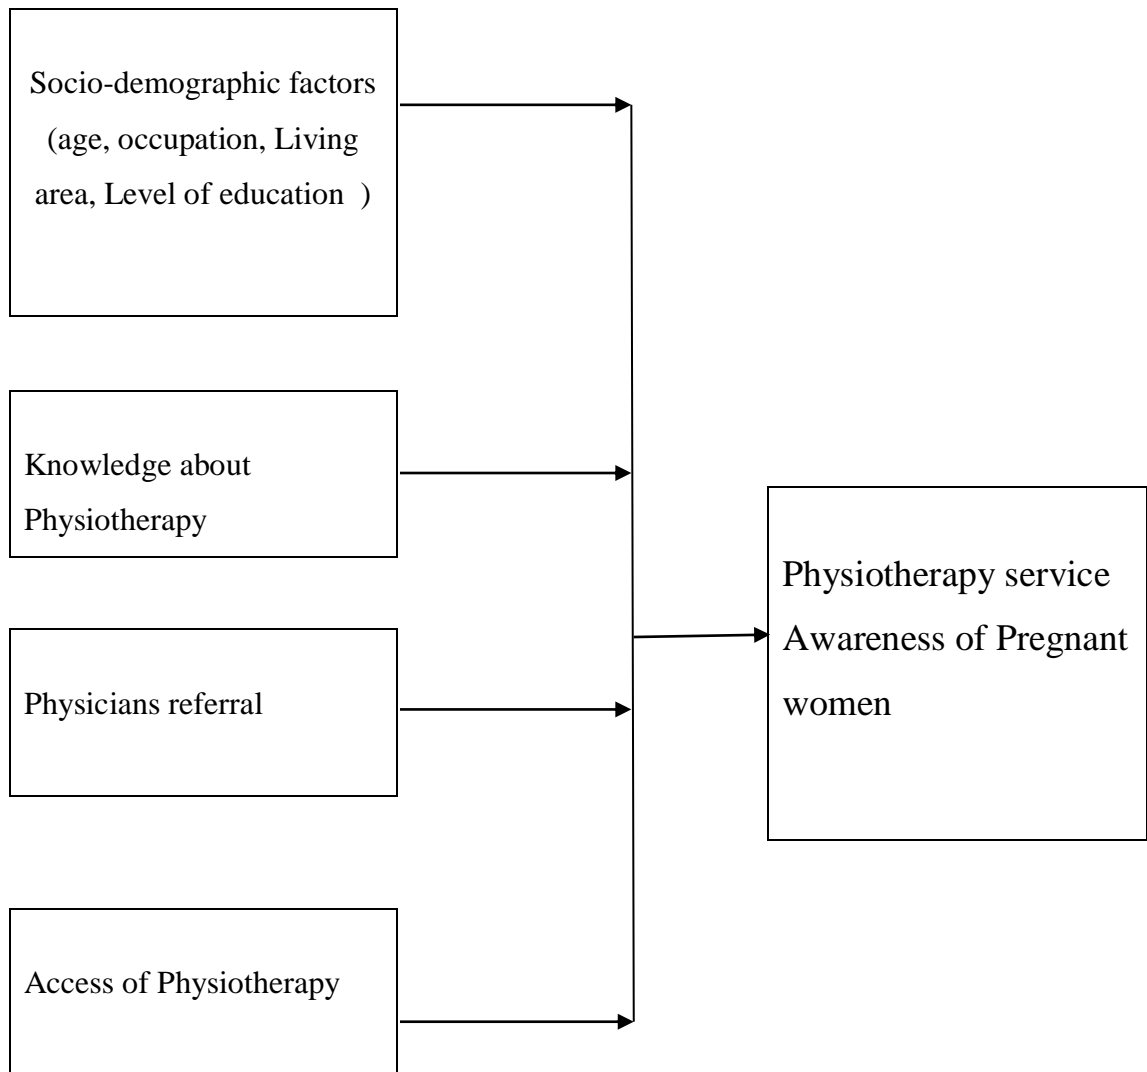 Socio-demographic factors
(age, occupation, Living
area, Level of education  )
Knowledge about
Physiotherapy
Physicians referral
Access of Physiotherapy
Physiotherapy service
Awareness of Pregnant
women